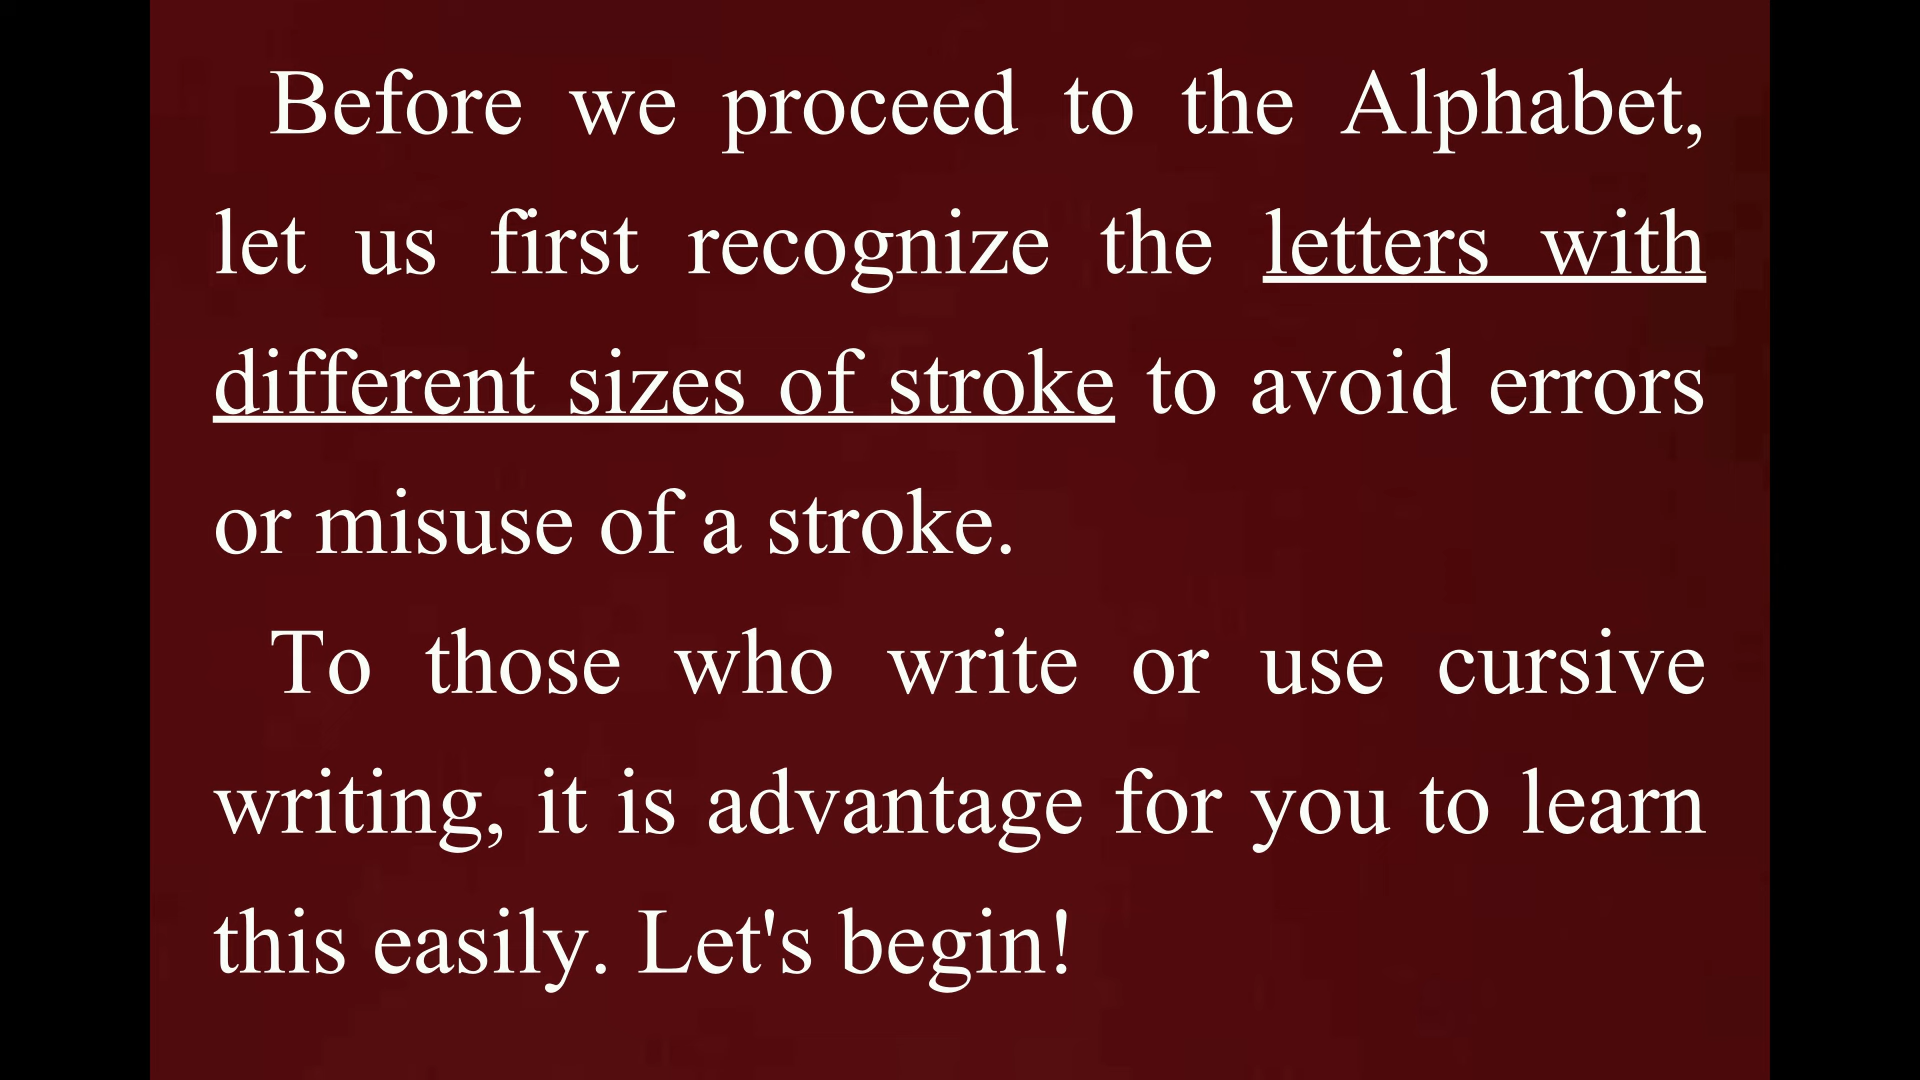 Before we proceed to the Alphabet,
let us first recognize the letters with
different sizes of stroke to avoid errors
or misuse of a stroke.
To those who write or use cursive
writing, it is advantage for you to learn
this easily. Let's begin!